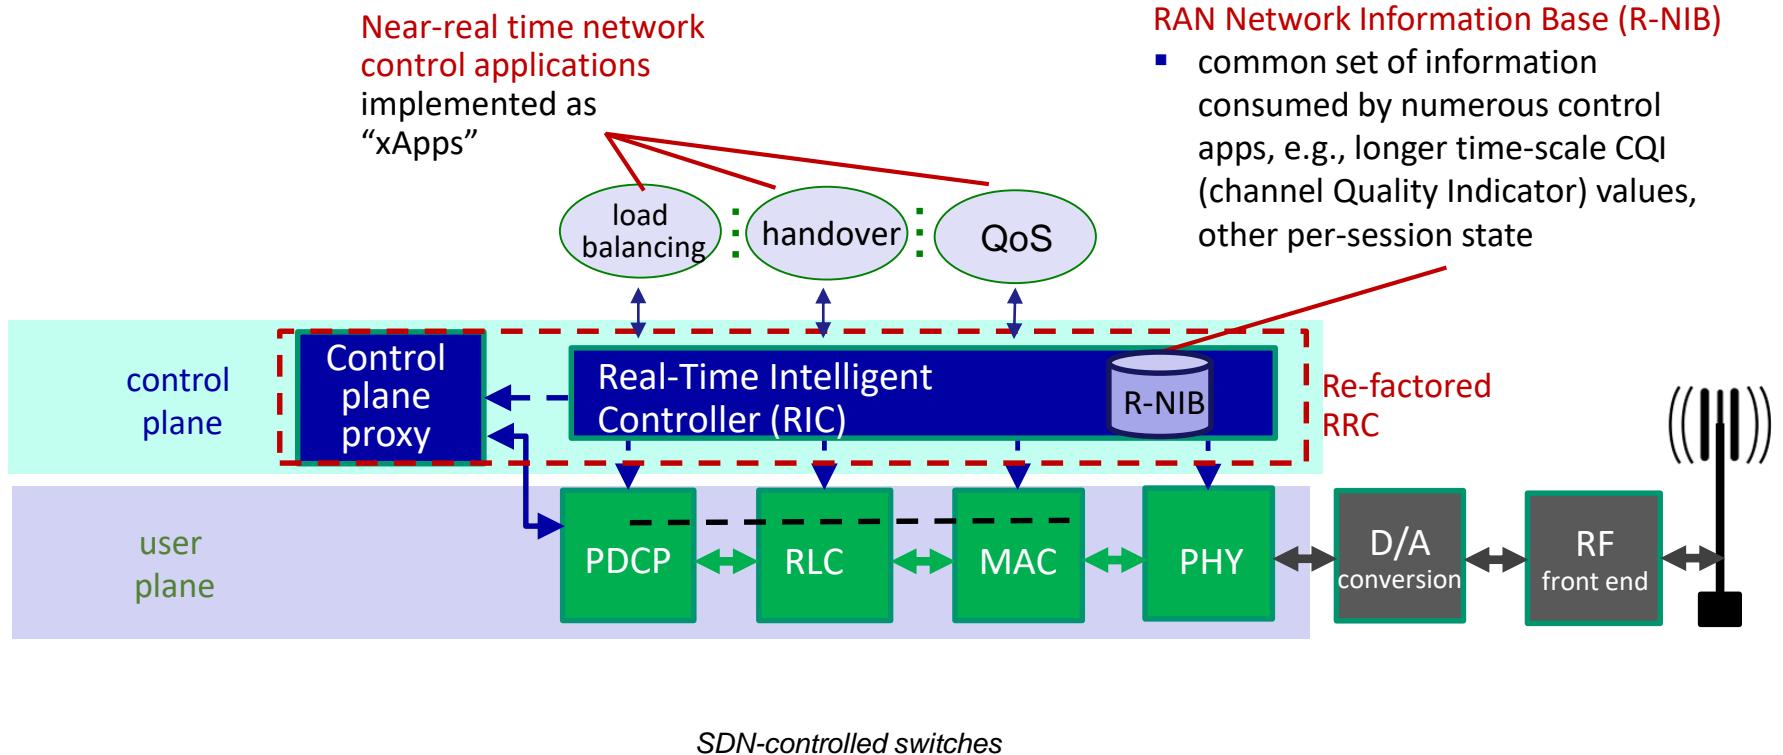 Near-real time network
control applications
implemented as
“xApps”
RAN Network Information Base (R-NIB)
▪ common set of information
consumed by numerous control
apps, e.g., longer time-scale CQI
(channel Quality Indicator) values,
other per-session state
load
balancing
handover
QoS
control
plane
Control
plane
proxy
Real-Time Intelligent
Controller (RIC)
R-NIB
Re-factored
RRC
user
plane
PDCP
RLC
MAC
PHY
D/A
conversion
RF
front end
SDN-controlled switches